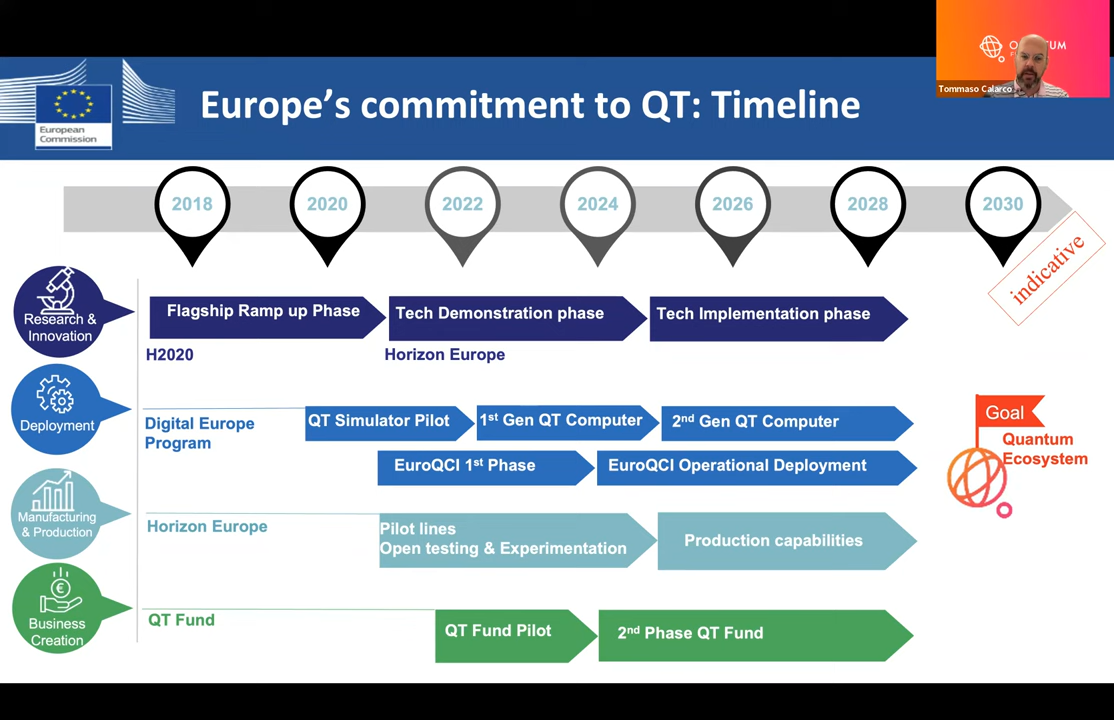 Tommaso Calarco
European
Commission
Europe's commitment to QT: Timeline
2018 2020 2022 2024 2026 2028 2030
indicative
Research &
Innovation
Flagship Ramp up Phase
Tech Demonstration phase
Tech Implementation phase
H2020
Horizon Europe
Deployment
Digital Europe
Program
QT Simulator Pilot
1st Gen QT Computer
2nd Gen QT Computer
EuroQCI 1st Phase
EuroQCI Operational Deployment
Goal
Quantum
Ecosystem
Manufacturing
& Production
Horizon Europe
Pilot lines
Open testing & Experimentation
Production capabilities
Business
Creation
QT Fund
QT Fund Pilot
2nd Phase QT Fund